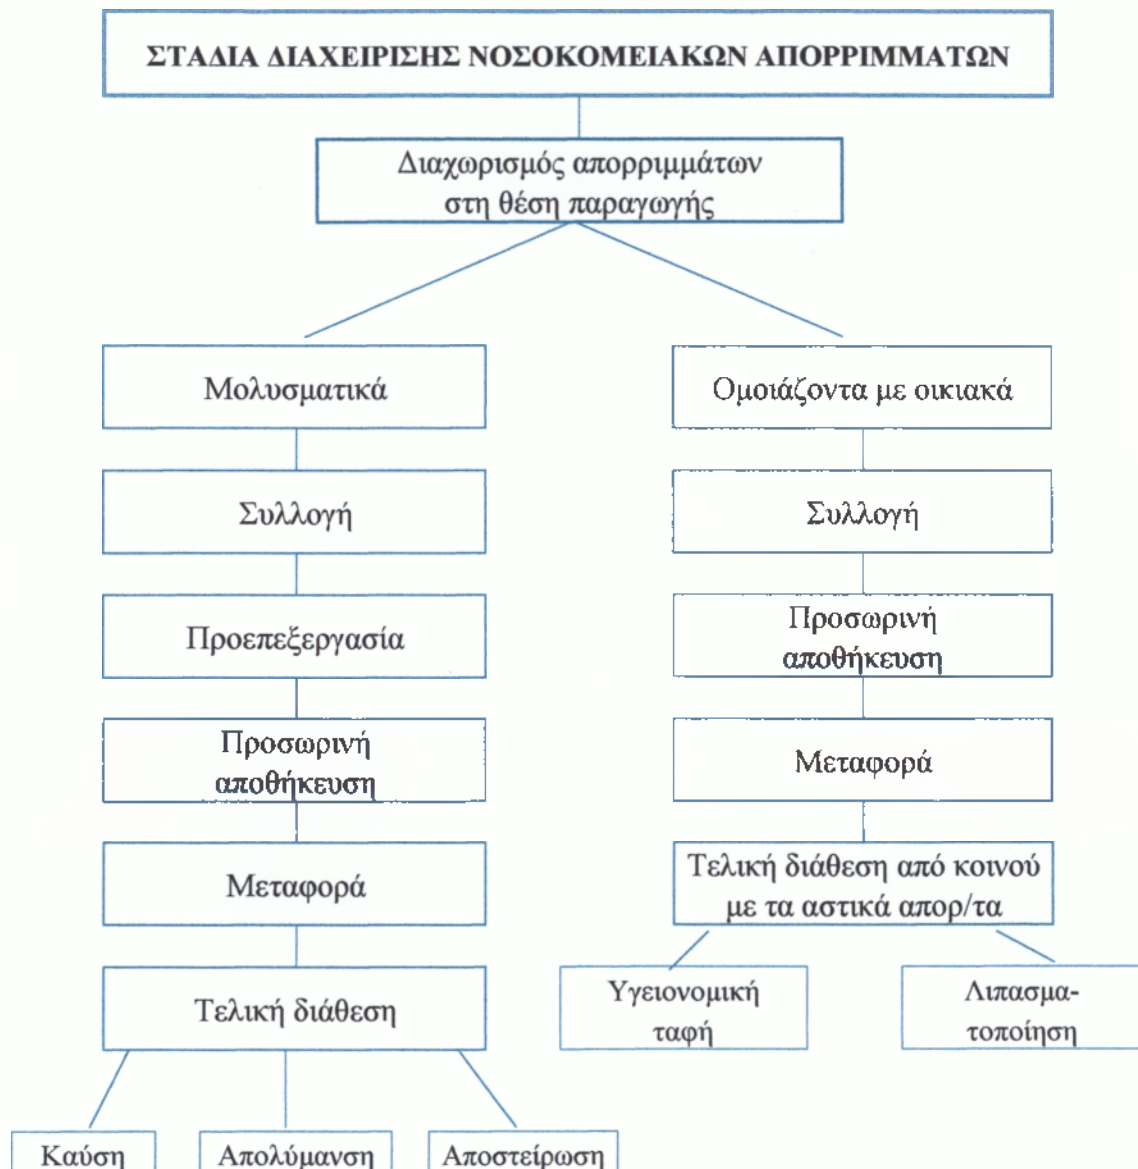 ΣΤΑΔΙΑ ΔΙΑΧΕΙΡΙΣΗΣ ΝΟΣΟΚΟΜΕΙΑΚΩΝ ΑΠΟΡΡΙΜΜΑΤΩΝ
Διαχωρισμός απορριμμάτων
στη θέση παραγωγής
Μολυσματικά
Συλλογή
Προεπεξεργασία
Προσωρινή
αποθήκευση
Μεταφορά
Τελική διάθεση
Καύση
Απολύμανση
Αποστείρωση
Ομοιάζοντα με οικιακά
Συλλογή
Προσωρινή
αποθήκευση
Μεταφορά
Τελική διάθεση από κοινού
με τα αστικά απορ/τα
Υγειονομική
ταφή
Λιπασμα-
τοποίηση